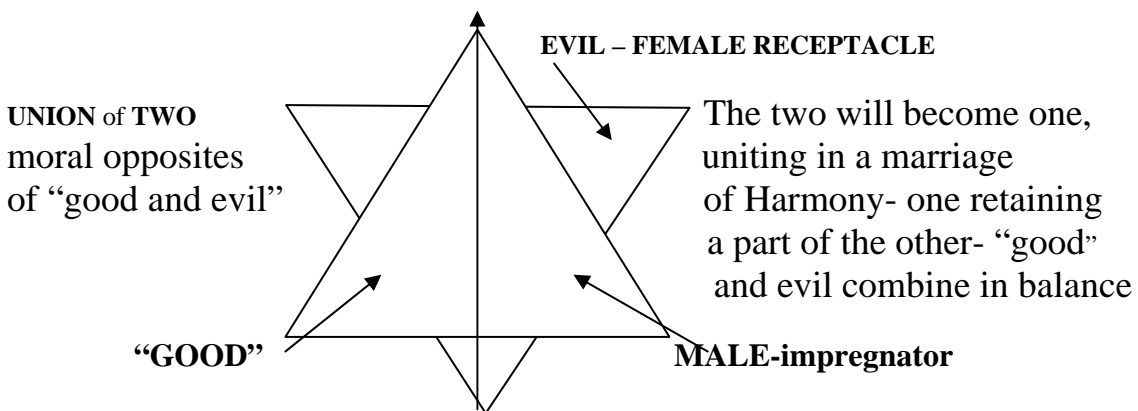 EVIL – FEMALE RECEPTACLE
UNION of TWO
moral opposites
of “good and evil”
The two will become one,
uniting in a marriage
of Harmony- one retaining
a part of the other- “good”
and evil combine in balance
“GOOD”
MALE-impregnator